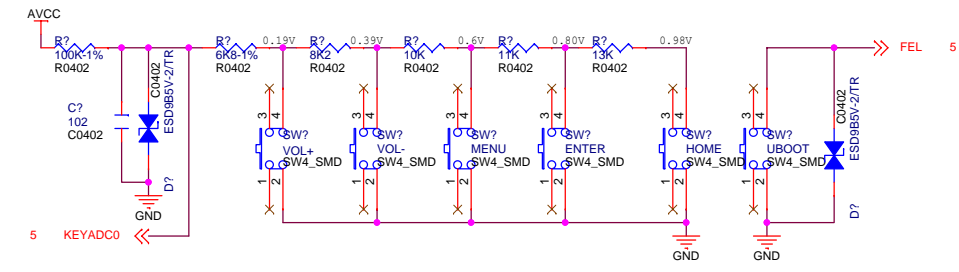 AVCC
R?
100K-1%
R0402
R?
0.19V
6K8-1%
R0402
R?
0.39V
8K2
R0402
R?
0.6V
10K
R0402
R?
0.80V
11K
R0402
R?
0.98V
13K
R0402
FEL 5
C?
102
C0402
C0402
ESD9B5V-2/TR
D?
GND
3 4
SW?
VOL+
SW4_SMD
1 2
3 4
SW?
VOL-
SW4_SMD
1 2
3 4
SW?
MENU
SW4_SMD
1 2
3 4
SW?
ENTER
SW4_SMD
1 2
3 4
SW?
HOME
SW4_SMD
1 2
3 4
SW?
UBOOT
SW4_SMD
1 2
C0402
ESD9B5V-2/TR
D?
5 KEYADC0
GND
GND